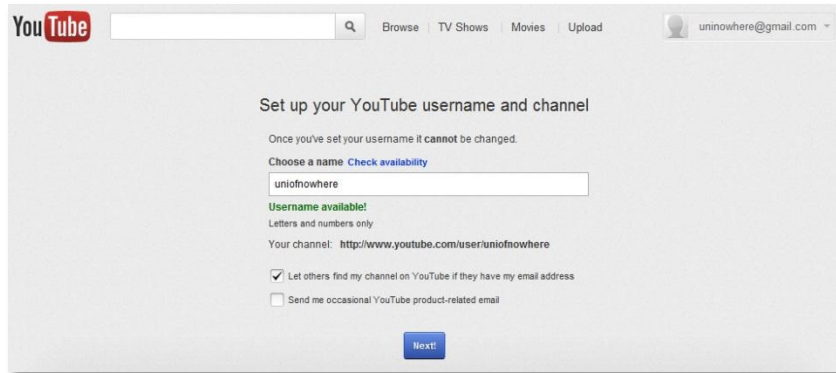 You Tube
Browse | TV Shows | Movies | Upload
uninowhere@gmail.com
Set up your YouTube username and channel
Once you've set your username it cannot be changed.
Choose a name Check availability
uniofnowhere
Username available!
Letters and numbers only
Your channel: http://www.youtube.com/user/uniofnowhere
Let others find my channel on YouTube if they have my email address
Send me occasional YouTube product-related email
Next!